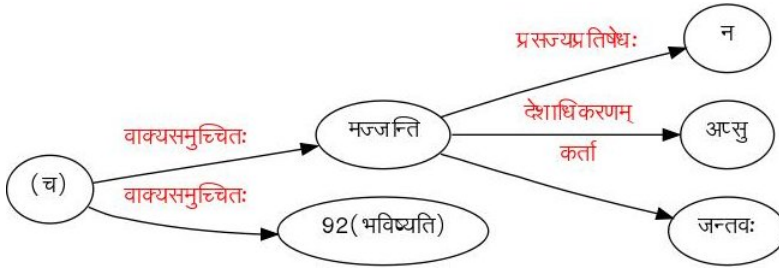 प्रसज्यप्रतिषेधः
न
देशाधिकरणम्
वाक्यसमुच्चितः
मज्जन्ति
अप्सु
कर्ता
(च)
वाक्यसमुच्चितः
92(भविष्यति)
जन्तवः